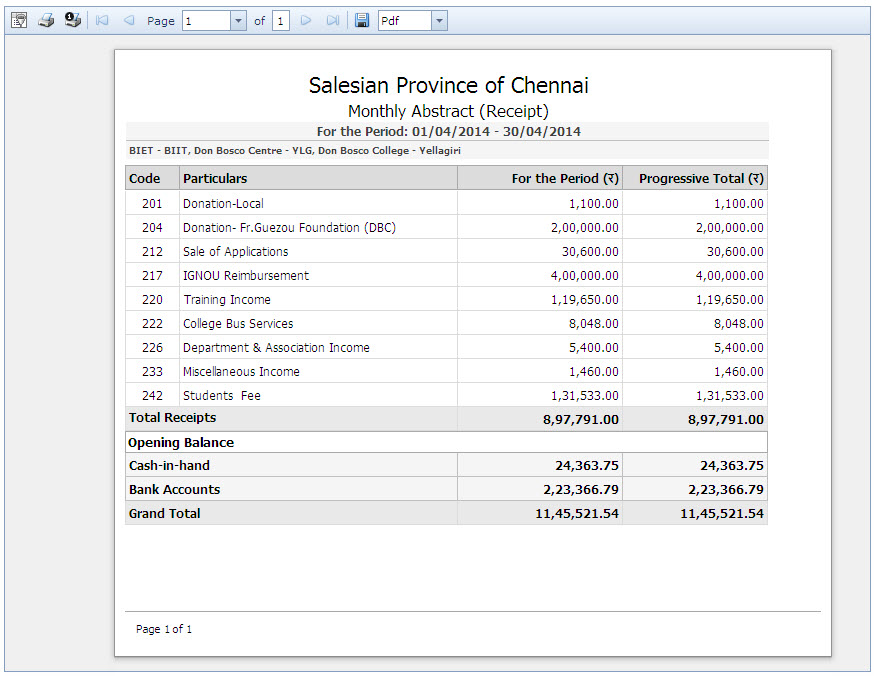 Page 1 of 1 Pdf
Salesian Province of Chennai
Monthly Abstract (Receipt)
For the Period: 01/04/2014 - 30/04/2014
BIET - BIIT, Don Bosco Centre - YLG, Don Bosco College - Yellagiri
Code Particulars For the Period (₹) Progressive Total (₹)
201 Donation-Local 1,100.00 1,100.00
204 Donation- Fr.Guezou Foundation (DBC) 2,00,000.00 2,00,000.00
212 Sale of Applications 30,600.00 30,600.00
217 IGNOU Reimbursement 4,00,000.00 4,00,000.00
220 Training Income 1,19,650.00 1,19,650.00
222 College Bus Services 8,048.00 8,048.00
226 Department & Association Income 5,400.00 5,400.00
233 Miscellaneous Income 1,460.00 1,460.00
242 Students Fee 1,31,533.00 1,31,533.00
Total Receipts 8,97,791.00 8,97,791.00
Opening Balance
Cash-in-hand 24,363.75 24,363.75
Bank Accounts 2,23,366.79 2,23,366.79
Grand Total 11,45,521.54 11,45,521.54
Page 1 of 1